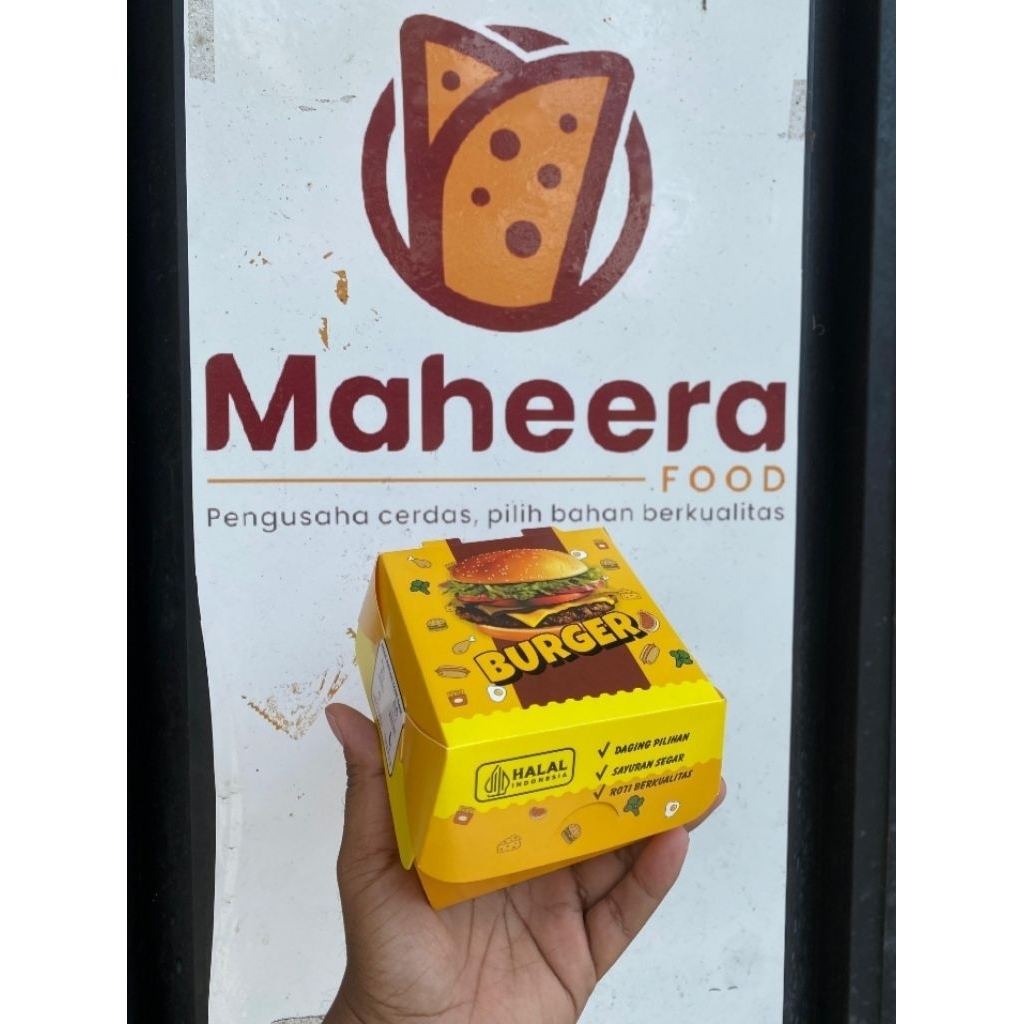 Maheera
FOOD
Pengusaha cerdas, pilih bahan berkualitas
BURGER
HALAL
INDONESIA
✓ DAGING PILIHAN
✓ SAYURAN SEGAR
✓ ROTI BERKUALITAS